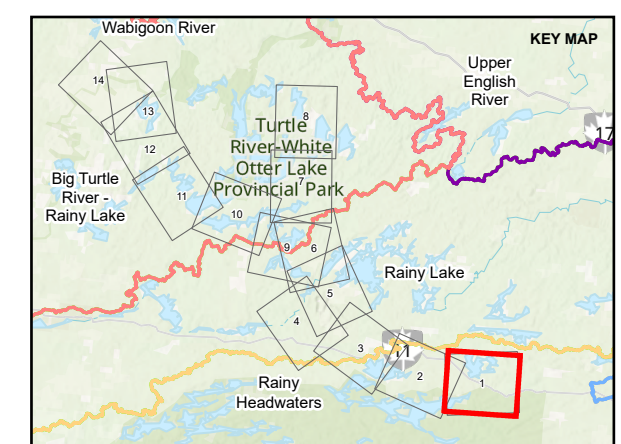 Wabigoon River
KEY MAP
Upper
English
River
17
14
13
8
Turtle
River-White
Otter Lake
Provincial Park
12
7
Big Turtle
River -
Rainy Lake
11
10
9
6
Rainy Lake
5
4
3
11
2
1
Rainy
Headwaters